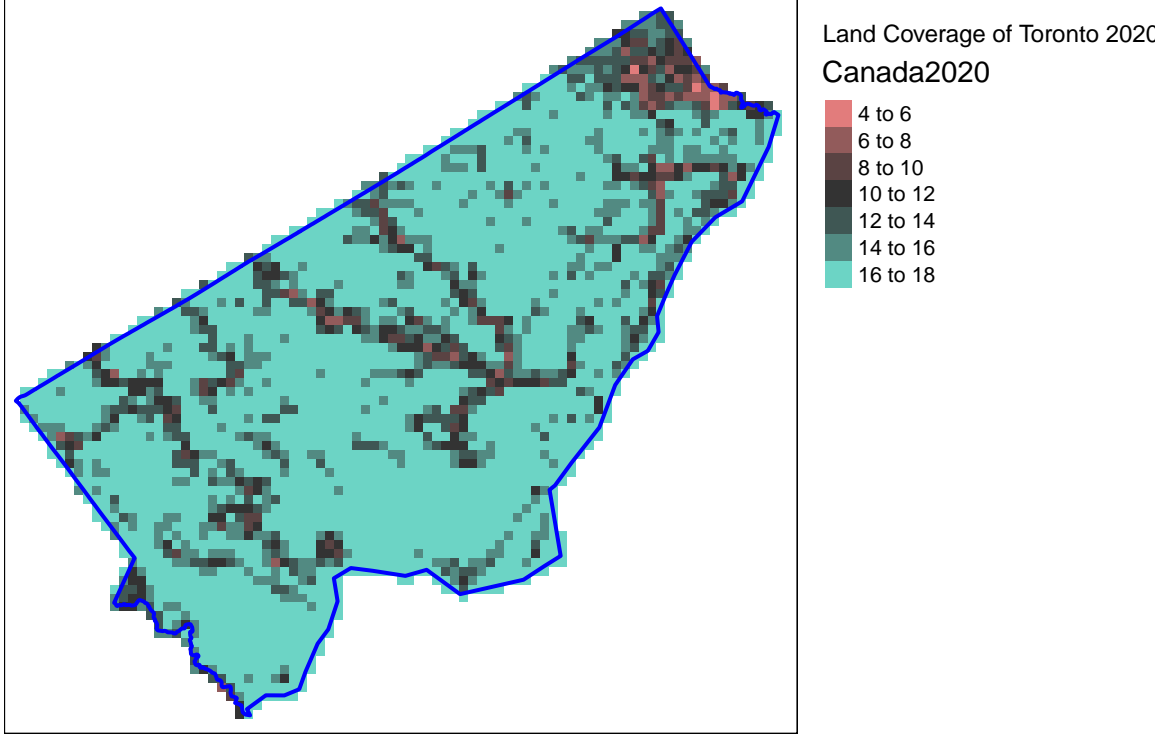 Land Coverage of Toronto 2020
Canada2020
4 to 6
6 to 8
8 to 10
10 to 12
12 to 14
14 to 16
16 to 18